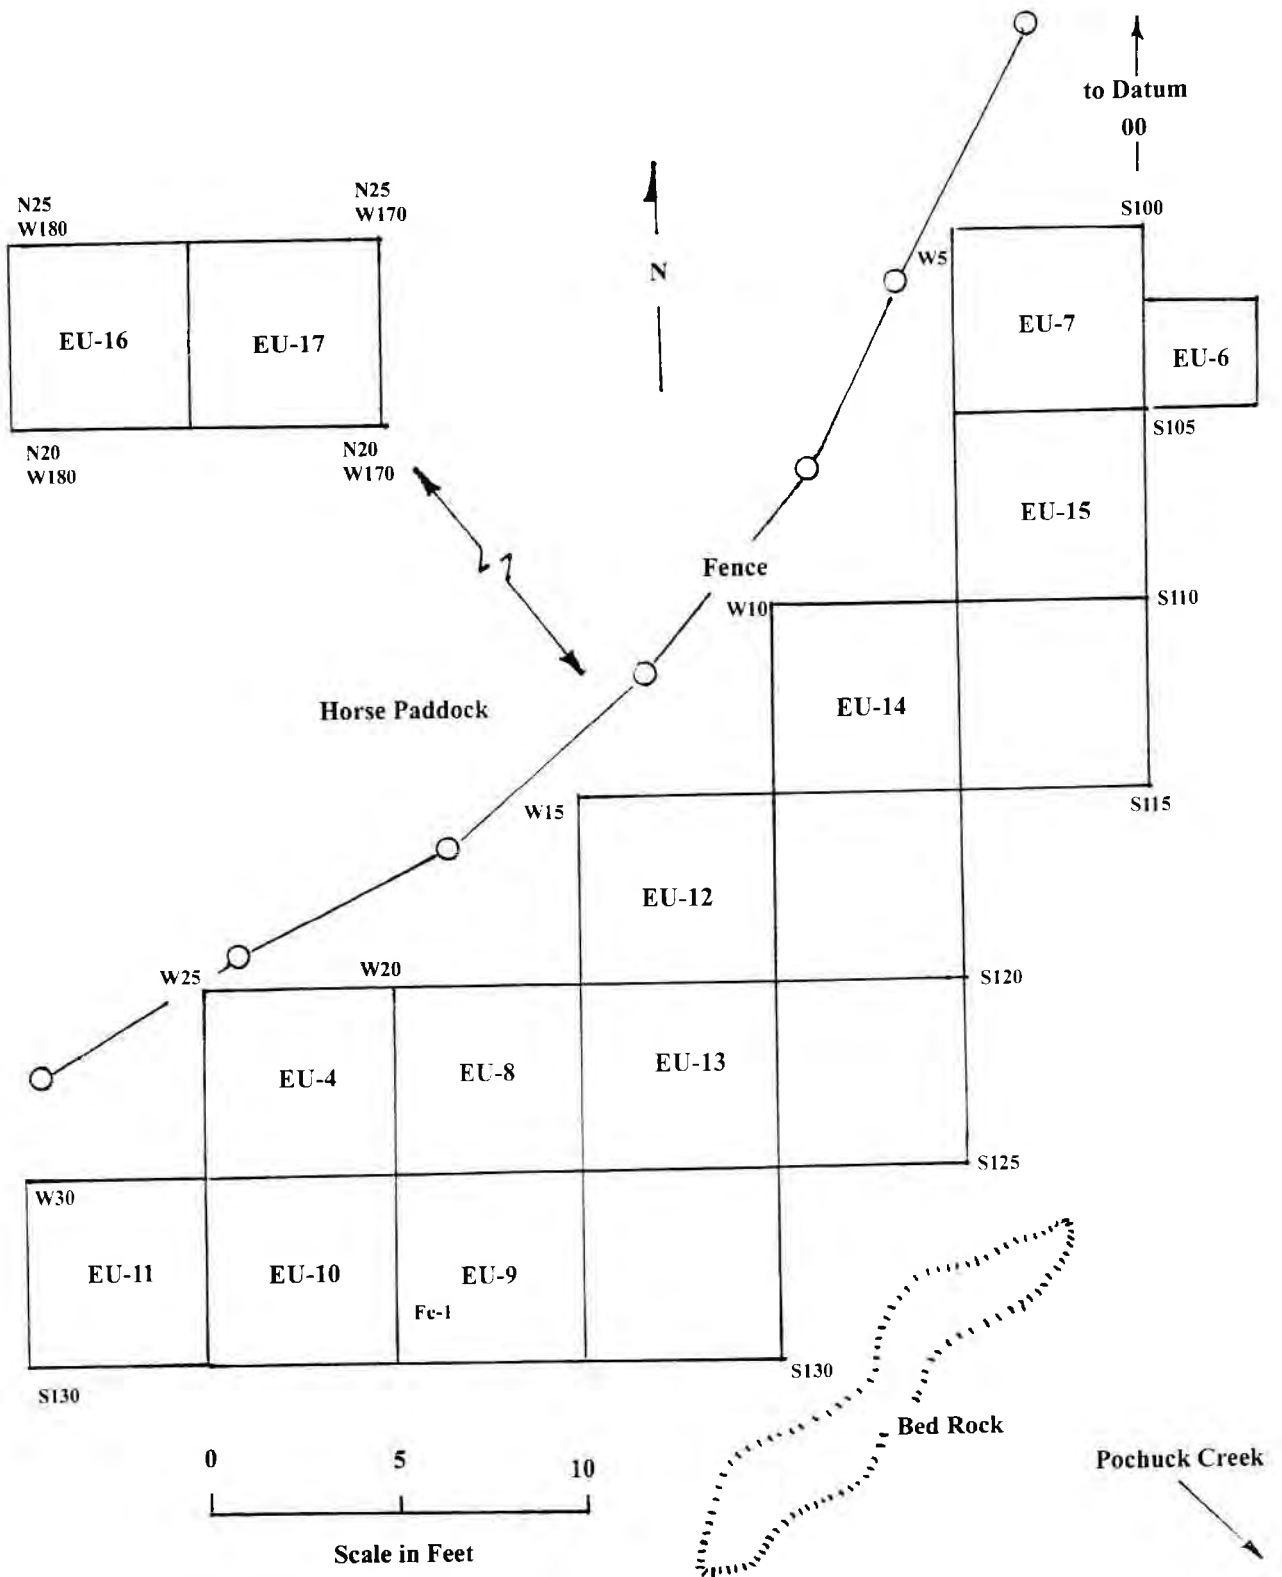 to Datum
00
N25
W180
N25
W170
S100
W5
N
EU-7
EU-16
EU-17
EU-6
S105
N20
W180
N20
W170
EU-15
Fence
W10
S110
Horse Paddock
EU-14
W15
S115
EU-12
W25
W20
S120
EU-4
EU-8
EU-13
S125
W30
EU-11
EU-10
EU-9
Fe-1
S130
S130
Bed Rock
0
5
10
Pochuck Creek
Scale in Feet